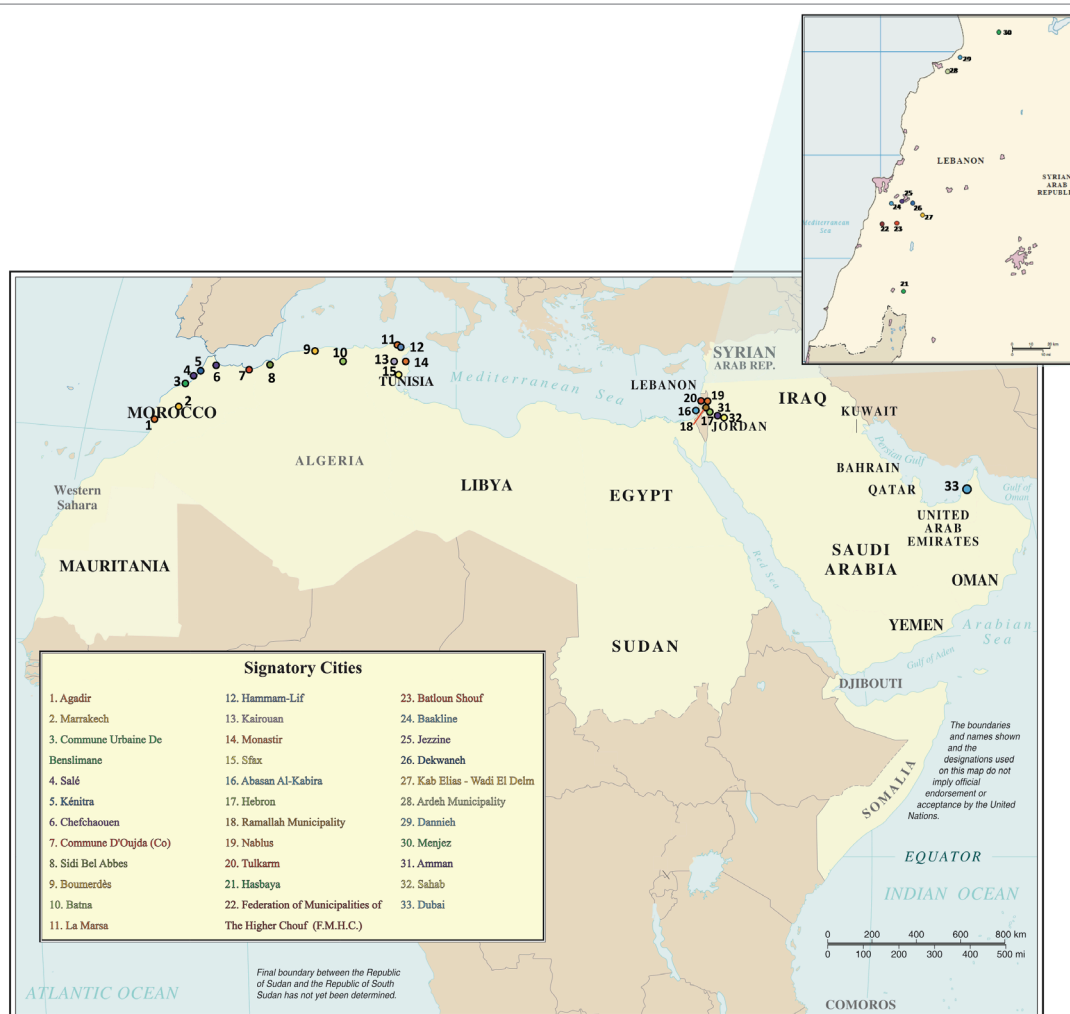 30
29
28
LEBANON
SYRIAN
ARAB
25
24
26
27
Mediterranean
Sea
22
23
21
11
12
9
10
13
14
5
4
6
7
8
15
TUNISIA
3
2
MOROCCO
1
Mediterranean Sea
SYRIAN
ARAB REP.
LEBANON
20
19
16
31
32
17
18
JORDAN
IRAQ
KUWAIT
Persian Gulf
BAHRAIN
QATAR
33
Gulf of
Oman
UNITED
ARAB
EMIRATES
ALGERIA
LIBYA
EGYPT
Western
Sahara
MAURITANIA
SAUDI
ARABIA
Red Sea
OMAN
YEMEN
Arabian
Sea
Gulf of Aden
SUDAN
DJIBOUTI
SOMALIA
Signatory Cities
1. Agadir
2. Marrakech
3. Commune Urbaine De
Benslimane
4. Salé
5. Kénitra
6. Chefchaouen
7. Commune D'Oujda (Co)
8. Sidi Bel Abbes
9. Boumerdès
10. Batna
11. La Marsa
12. Hammam-Lif
13. Kairouan
14. Monastir
15. Sfax
16. Abasan Al-Kabira
17. Hebron
18. Ramallah Municipality
19. Nablus
20. Tulkarm
21. Hasbaya
22. Federation of Municipalities of
The Higher Chouf (F.M.H.C.)
23. Batloun Shouf
24. Baakline
25. Jezzine
26. Dekwaneh
27. Kab Elias - Wadi El Delm
28. Ardeh Municipality
29. Dannieh
30. Menjez
31. Amman
32. Sahab
33. Dubai
The boundaries
and names shown
and the
designations used
on this map do not
imply official
endorsement or
acceptance by the United
Nations.
EQUATOR
INDIAN OCEAN
0 200 400 600 800 km
0 100 200 300 400 500 mi
Final boundary between the Republic
of Sudan and the Republic of South
Sudan has not yet been determined.
ATLANTIC OCEAN
COMOROS